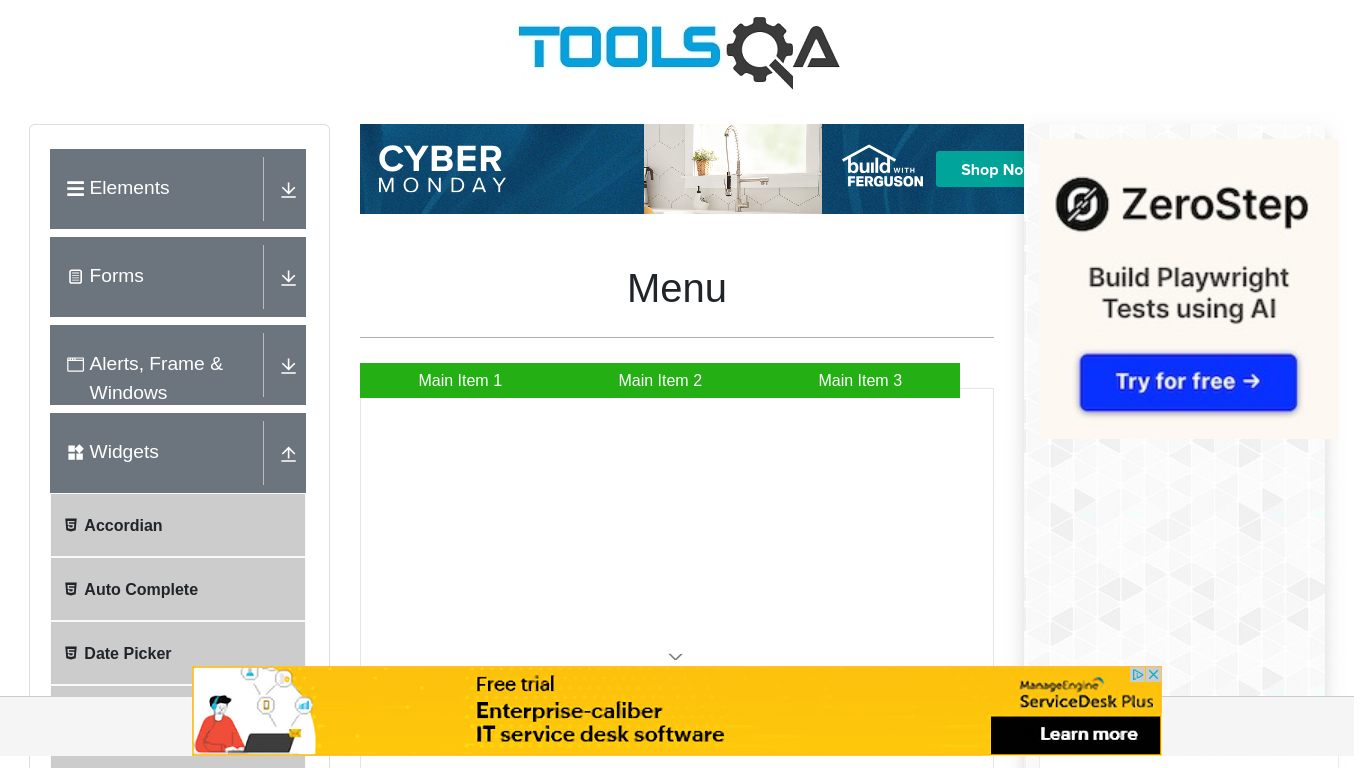 TOOLSQA
Elements
Forms
Alerts, Frame &
Windows
Widgets
Accordian
Auto Complete
Date Picker
CYBER
MONDAY
build WITH
FERGUSON
Shop No
Menu
Main Item 1
Main Item 2
Main Item 3
ZeroStep
Build Playwright
Tests using AI
Try for free →
Free trial
Enterprise-caliber
IT service desk software
ManageEngine
ServiceDesk Plus
Learn more